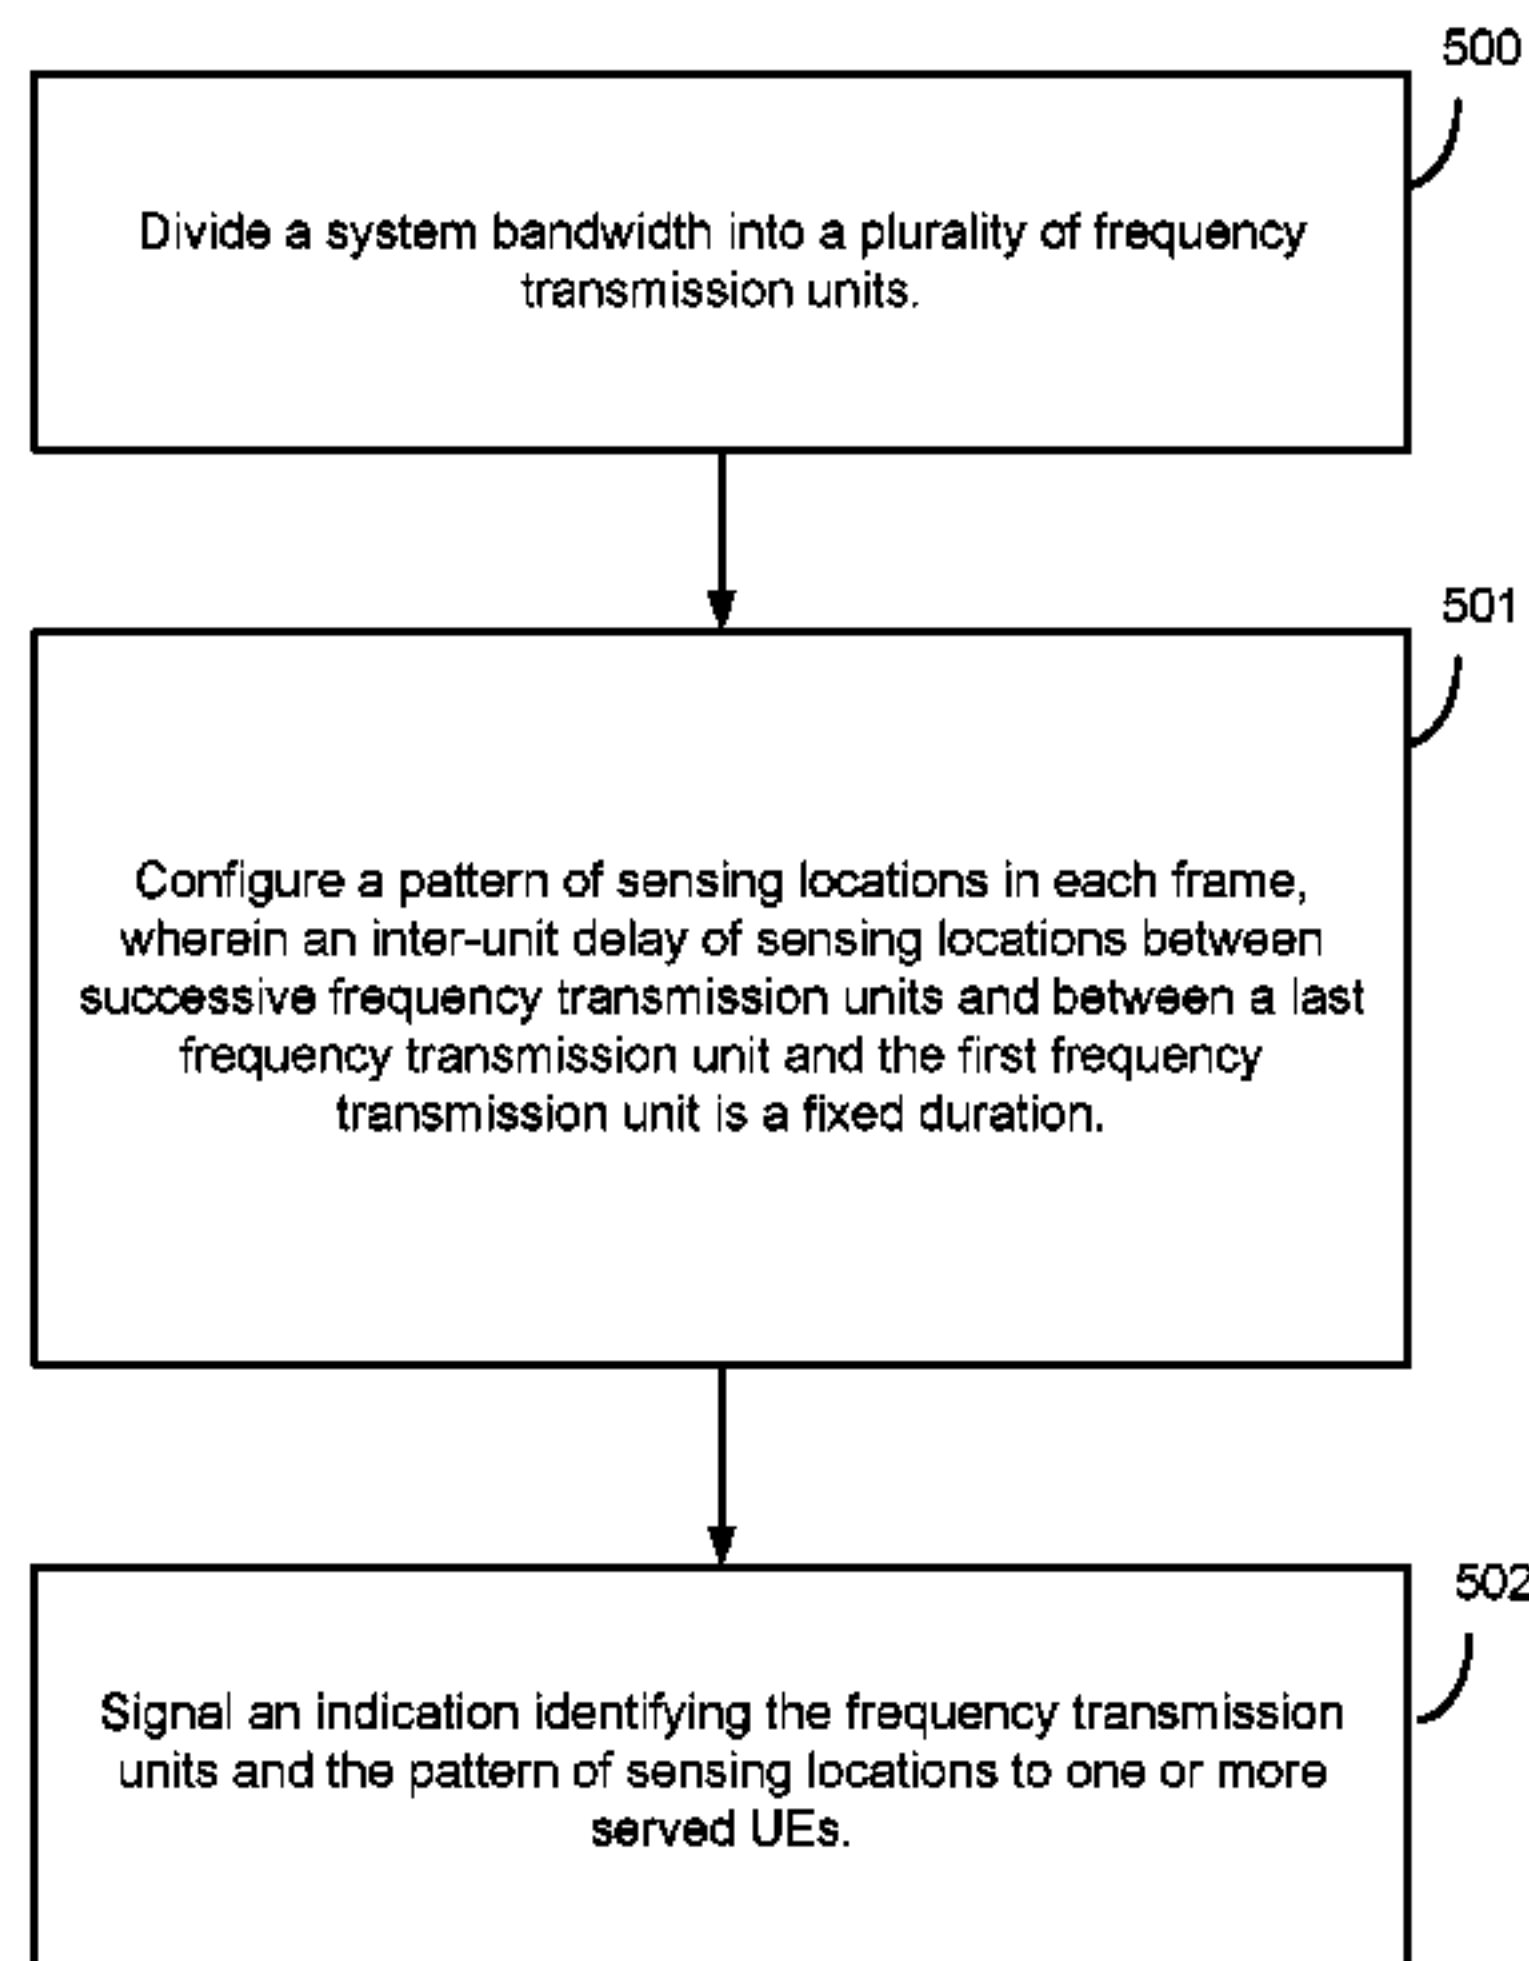 500
Divide a system bandwidth into a plurality of frequency
transmission units.
501
Configure a pattern of sensing locations in each frame,
wherein an inter-unit delay of sensing locations between
successive frequency transmission units and between a last
frequency transmission unit and the first frequency
transmission unit is a fixed duration.
502
Signal an indication identifying the frequency transmission
units and the pattern of sensing locations to one or more
served UEs.